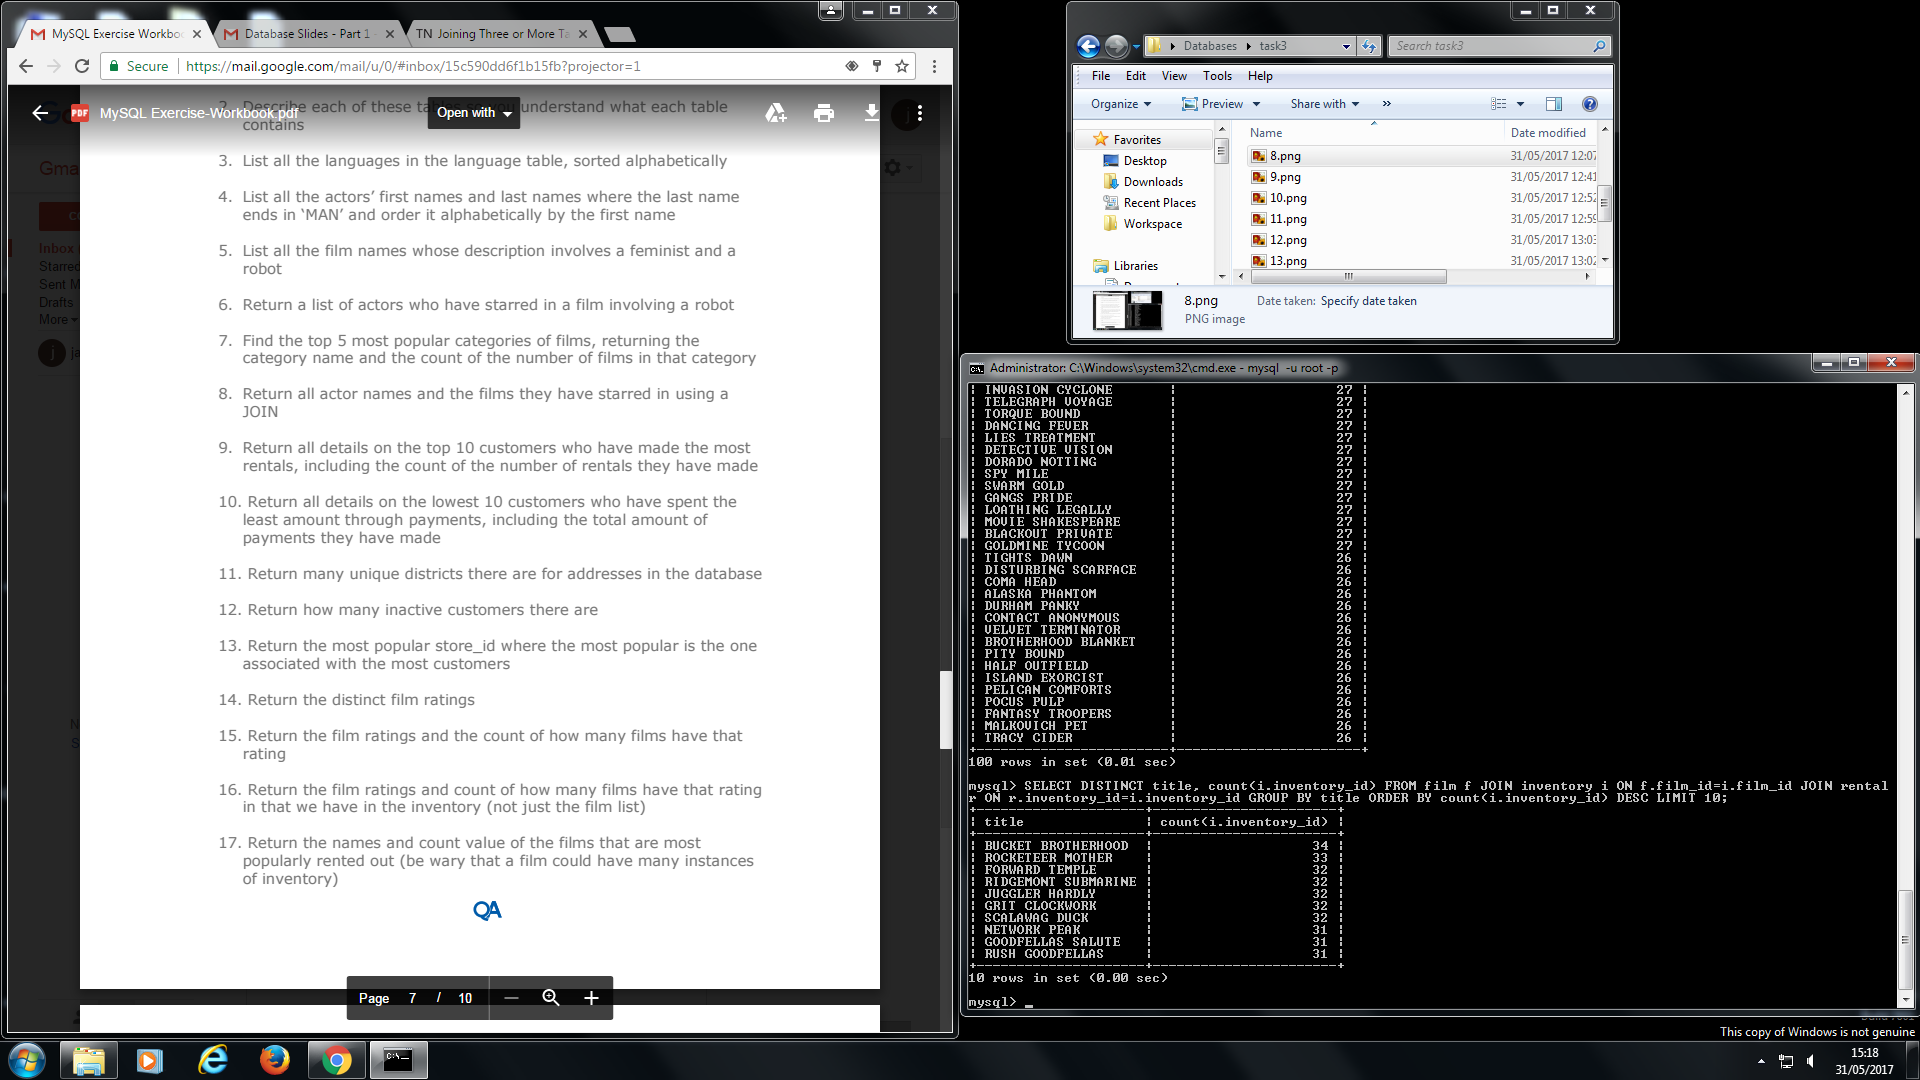 MySQL Exercise Workbo
Database Slides - Part 1
TN Joining Three or More Ta
Secure
https://mail.google.com/mail/u/0/#inbox/15c590dd6f1b15fb?projector=1
MySQL Exercise-Workbook.pdf
Open with
2. Describe each of these tables so you understand what each table
contains
3. List all the languages in the language table, sorted alphabetically
4. List all the actors’ first names and last names where the last name
ends in ‘MAN’ and order it alphabetically by the first name
5. List all the film names whose description involves a feminist and a
robot
6. Return a list of actors who have starred in a film involving a robot
7. Find the top 5 most popular categories of films, returning the
category name and the count of the number of films in that category
8. Return all actor names and the films they have starred in using a
JOIN
9. Return all details on the top 10 customers who have made the most
rentals, including the count of the number of rentals they have made
10. Return all details on the lowest 10 customers who have spent the
least amount through payments, including the total amount of
payments they have made
11. Return many unique districts there are for addresses in the database
12. Return how many inactive customers there are
13. Return the most popular store_id where the most popular is the one
associated with the most customers
14. Return the distinct film ratings
15. Return the film ratings and the count of how many films have that
rating
16. Return the film ratings and count of how many films have that rating
in that we have in the inventory (not just the film list)
17. Return the names and count value of the films that are most
popularly rented out (be wary that a film could have many instances
of inventory)
QA
Page 7 / 10
Gma
Inbox
Starred
Sent M
Drafts
More
j
Databases
task3
Search task3
File Edit View Tools Help
Organize Preview Share with »
Name Date modified
Favorites
Desktop
Downloads
Recent Places
Workspace
Libraries
8.png 31/05/2017 12:07
9.png 31/05/2017 12:41
10.png 31/05/2017 12:52
11.png 31/05/2017 12:59
12.png 31/05/2017 13:03
13.png 31/05/2017 13:02
8.png Date taken: Specify date taken
PNG image
Administrator: C:\Windows\system32\cmd.exe - mysql -u root -p
| INVASION CYCLONE | 27 |
| TELEGRAPH VOYAGE | 27 |
| TORQUE BOUND | 27 |
| DANCING FEVER | 27 |
| LIES TREATMENT | 27 |
| DETECTIVE VISION | 27 |
| DORADO NOTTING | 27 |
| SPY MILE | 27 |
| SWARM GOLD | 27 |
| GANGS PRIDE | 27 |
| LOATHING LEGALLY | 27 |
| MOVIE SHAKESPEARE | 27 |
| BLACKOUT PRIVATE | 27 |
| GOLDMINE TYCOON | 27 |
| TIGHTS DAWN | 26 |
| DISTURBING SCARFACE | 26 |
| COMA HEAD | 26 |
| ALASKA PHANTOM | 26 |
| DURHAM PANKY | 26 |
| CONTACT ANONYMOUS | 26 |
| VELVET TERMINATOR | 26 |
| BROTHERHOOD BLANKET | 26 |
| PITY BOUND | 26 |
| HALF OUTFIELD | 26 |
| ISLAND EXORCIST | 26 |
| PELICAN COMFORTS | 26 |
| POCUS PULP | 26 |
| FANTASY TROOPERS | 26 |
| MALKOVICH PET | 26 |
| TRACY CIDER | 26 |
100 rows in set (0.01 sec)
mysql> SELECT DISTINCT title, count(i.inventory_id) FROM film f JOIN inventory i ON f.film_id=i.film_id JOIN rental
r ON r.inventory_id=i.inventory_id GROUP BY title ORDER BY count(i.inventory_id) DESC LIMIT 10;
| title | count(i.inventory_id) |
| BUCKET BROTHERHOOD | 34 |
| ROCKETEER MOTHER | 33 |
| FORWARD TEMPLE | 32 |
| RIDGEMONT SUBMARINE | 32 |
| JUGGLER HARDLY | 32 |
| GRIT CLOCKWORK | 32 |
| SCALAWAG DUCK | 32 |
| NETWORK PEAK | 31 |
| GOODFELLAS SALUTE | 31 |
| RUSH GOODFELLAS | 31 |
10 rows in set (0.00 sec)
mysql> _
This copy of Windows is not genuine
15:18
31/05/2017